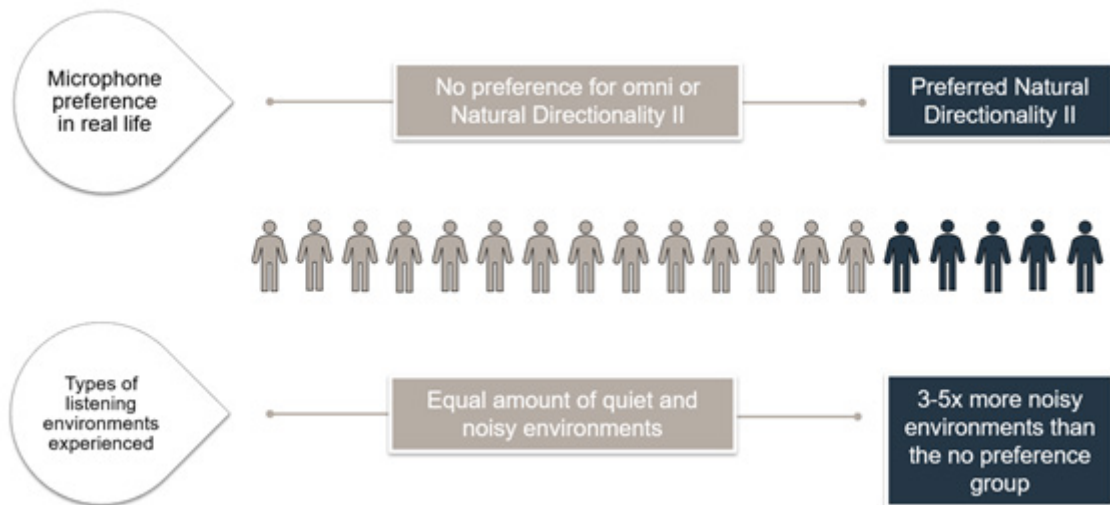 Microphone
preference
in real life
No preference for omni or
Natural Directionality II
Preferred Natural
Directionality II
Types of
listening
environments
experienced
Equal amount of quiet and
noisy environments
3-5x more noisy
environments than
the no preference
group